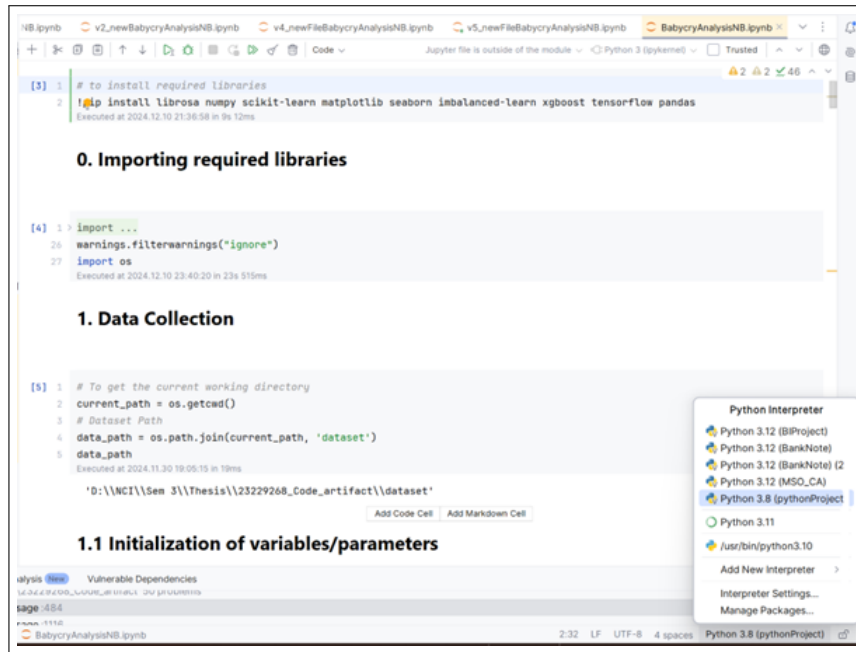 NB.ipynb v2_newBabycryAnalysisNB.ipynb v4_newFileBabycryAnalysisNB.ipynb v5_newFileBabycryAnalysisNB.ipynb BabycryAnalysisNB.ipynb
Code Jupyter file is outside of the module Python 3 (ipykernel) Trusted
2 2 46
[3] 1 # to install required libraries
2 !pip install librosa numpy scikit-learn matplotlib seaborn imbalanced-learn xgboost tensorflow pandas
Executed at 2024.12.10 21:36:58 in 9s 12ms
0. Importing required libraries
[4] 1 import ...
26 warnings.filterwarnings("ignore")
27 import os
Executed at 2024.12.10 23:40:20 in 23s 515ms
1. Data Collection
[5] 1 # To get the current working directory
2 current_path = os.getcwd()
3 # Dataset Path
4 data_path = os.path.join(current_path, 'dataset')
5 data_path
Executed at 2024.11.30 19:05:15 in 19ms
'D:\\NCI\\Sem 3\\Thesis\\23229268_Code_artifact\\dataset'
Add Code Cell Add Markdown Cell
1.1 Initialization of variables/parameters
Python Interpreter
Python 3.12 (BIProject)
Python 3.12 (BankNote)
Python 3.12 (BankNote) (2
Python 3.12 (MSO_CA)
Python 3.8 (pythonProject
Python 3.11
/usr/bin/python3.10
Add New Interpreter
Interpreter Settings...
Manage Packages...
alysis New Vulnerable Dependencies
23229268_Code_artifact 50 problems
sage :484
BabycryAnalysisNB.ipynb 2:32 LF UTF-8 4 spaces Python 3.8 (pythonProject)